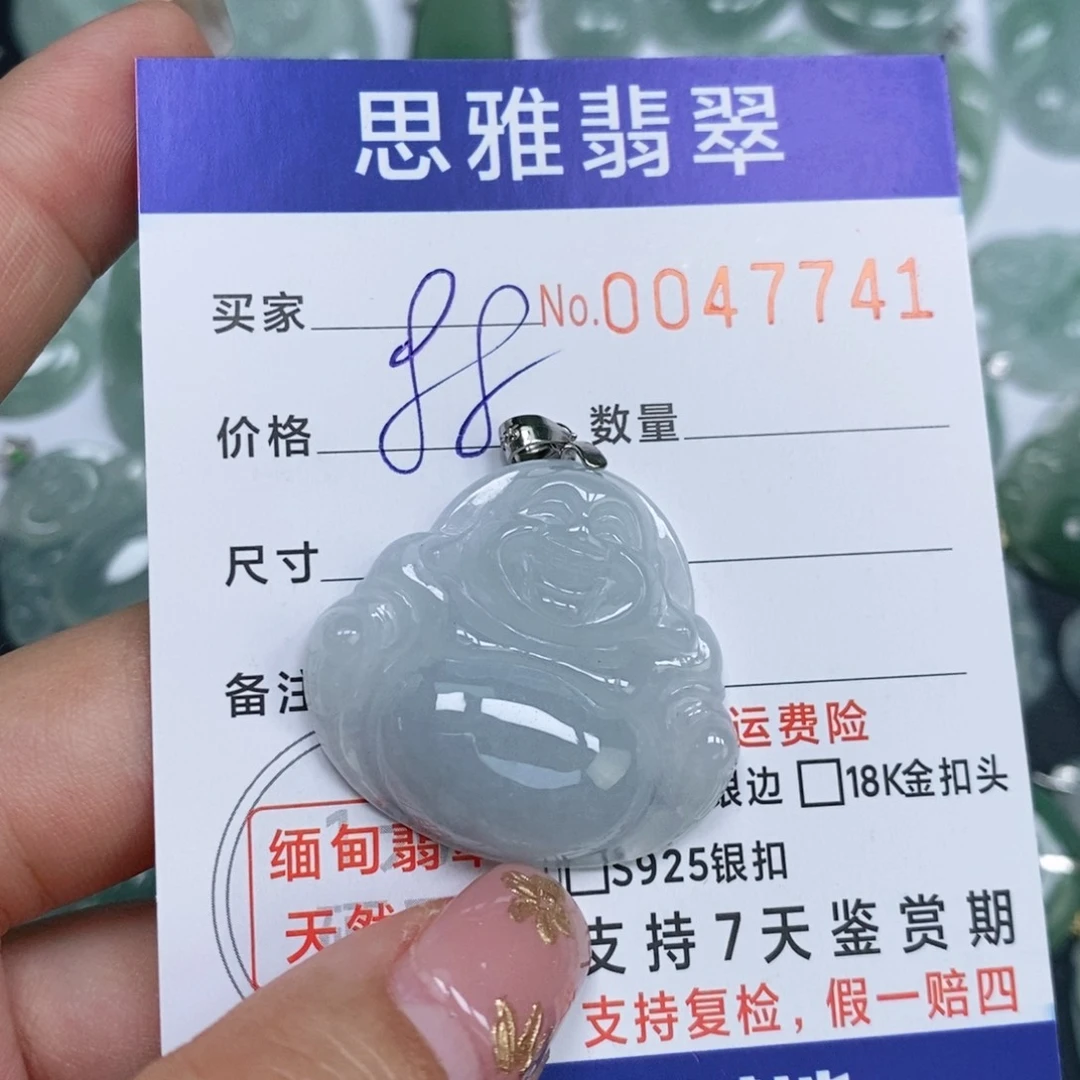 思雅翡翠
买家
No.0047741
88
价格
数量
尺寸
备注
运费险
银边 □18K金扣头
缅甸翡翠
□S925银扣
天然
支持7天鉴赏期
支持复检，假一赔四